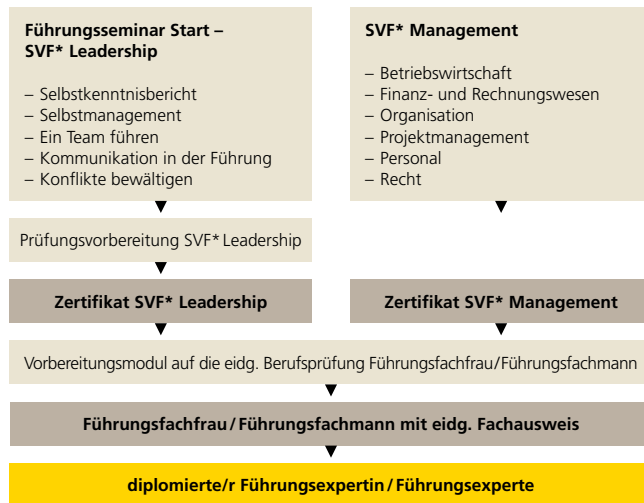 Führungsseminar Start –
SVF* Leadership
– Selbstkenntnisbericht
– Selbstmanagement
– Ein Team führen
– Kommunikation in der Führung
– Konflikte bewältigen
SVF* Management
– Betriebswirtschaft
– Finanz- und Rechnungswesen
– Organisation
– Projektmanagement
– Personal
– Recht
Prüfungsvorbereitung SVF* Leadership
Zertifikat SVF* Leadership
Zertifikat SVF* Management
Vorbereitungsmodul auf die eidg. Berufsprüfung Führungsfachfrau/Führungsfachmann
Führungsfachfrau/Führungsfachmann mit eidg. Fachausweis
diplomierte/r Führungsexpertin/Führungsexperte